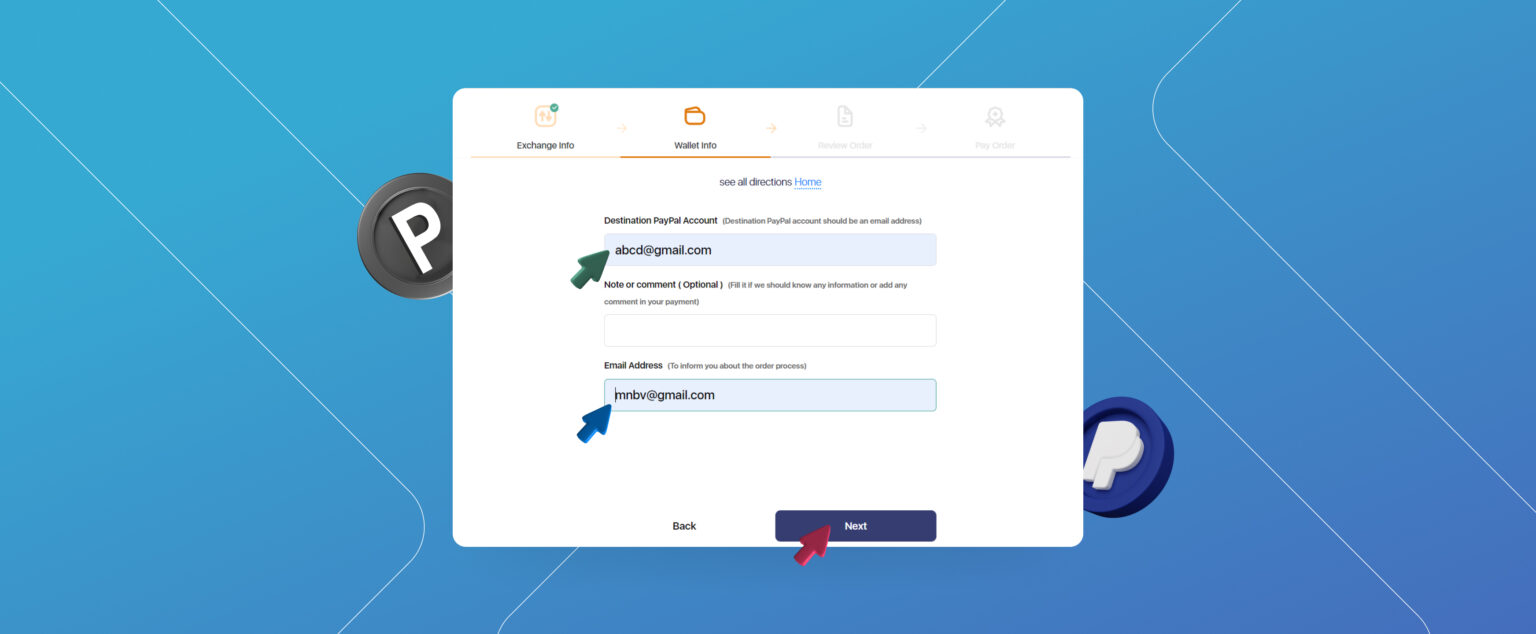 Exchange Info
Wallet Info
Review Order
Pay Order
see all directions Home
Destination PayPal Account (Destination PayPal account should be an email address)
abcd@gmail.com
Note or comment ( Optional ) (Fill it if we should know any information or add any
comment in your payment)
Email Address (To inform you about the order process)
mnbv@gmail.com
Back
Next
P
P